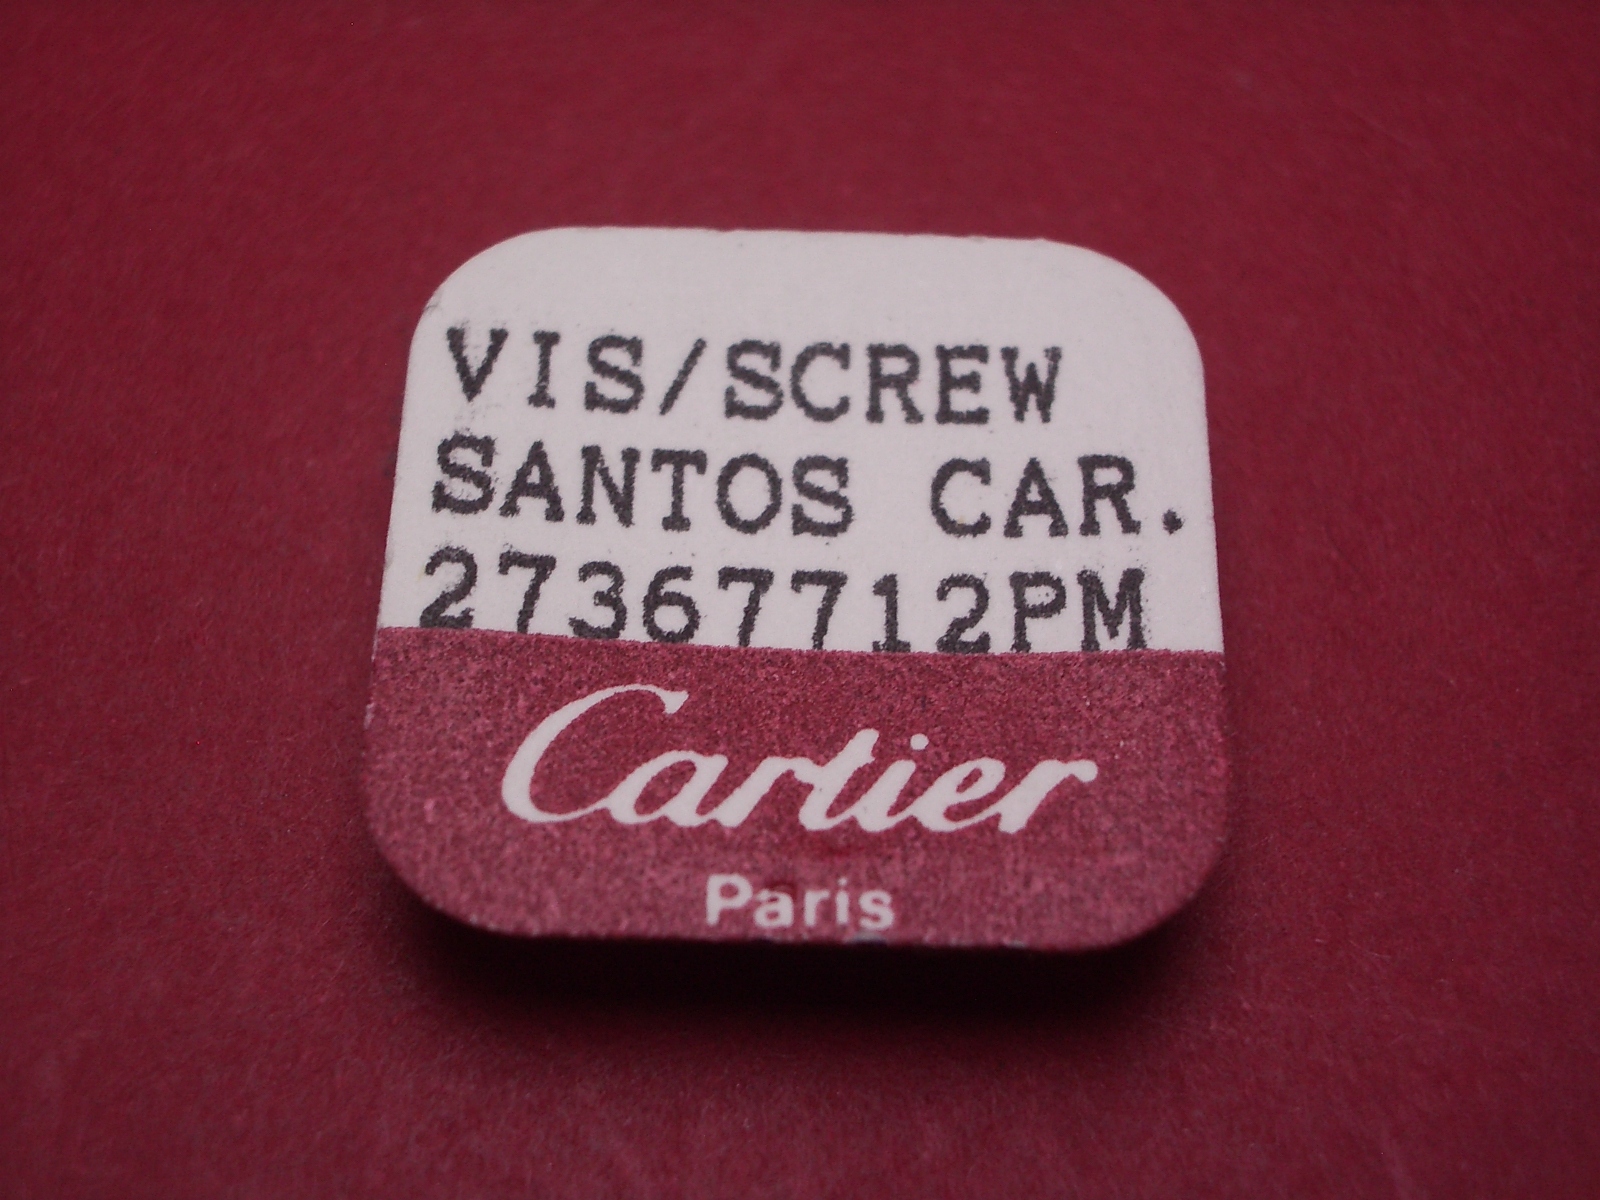 VIS/SCREW
SANTOS CAR.
27367712PM
Cartier
Paris